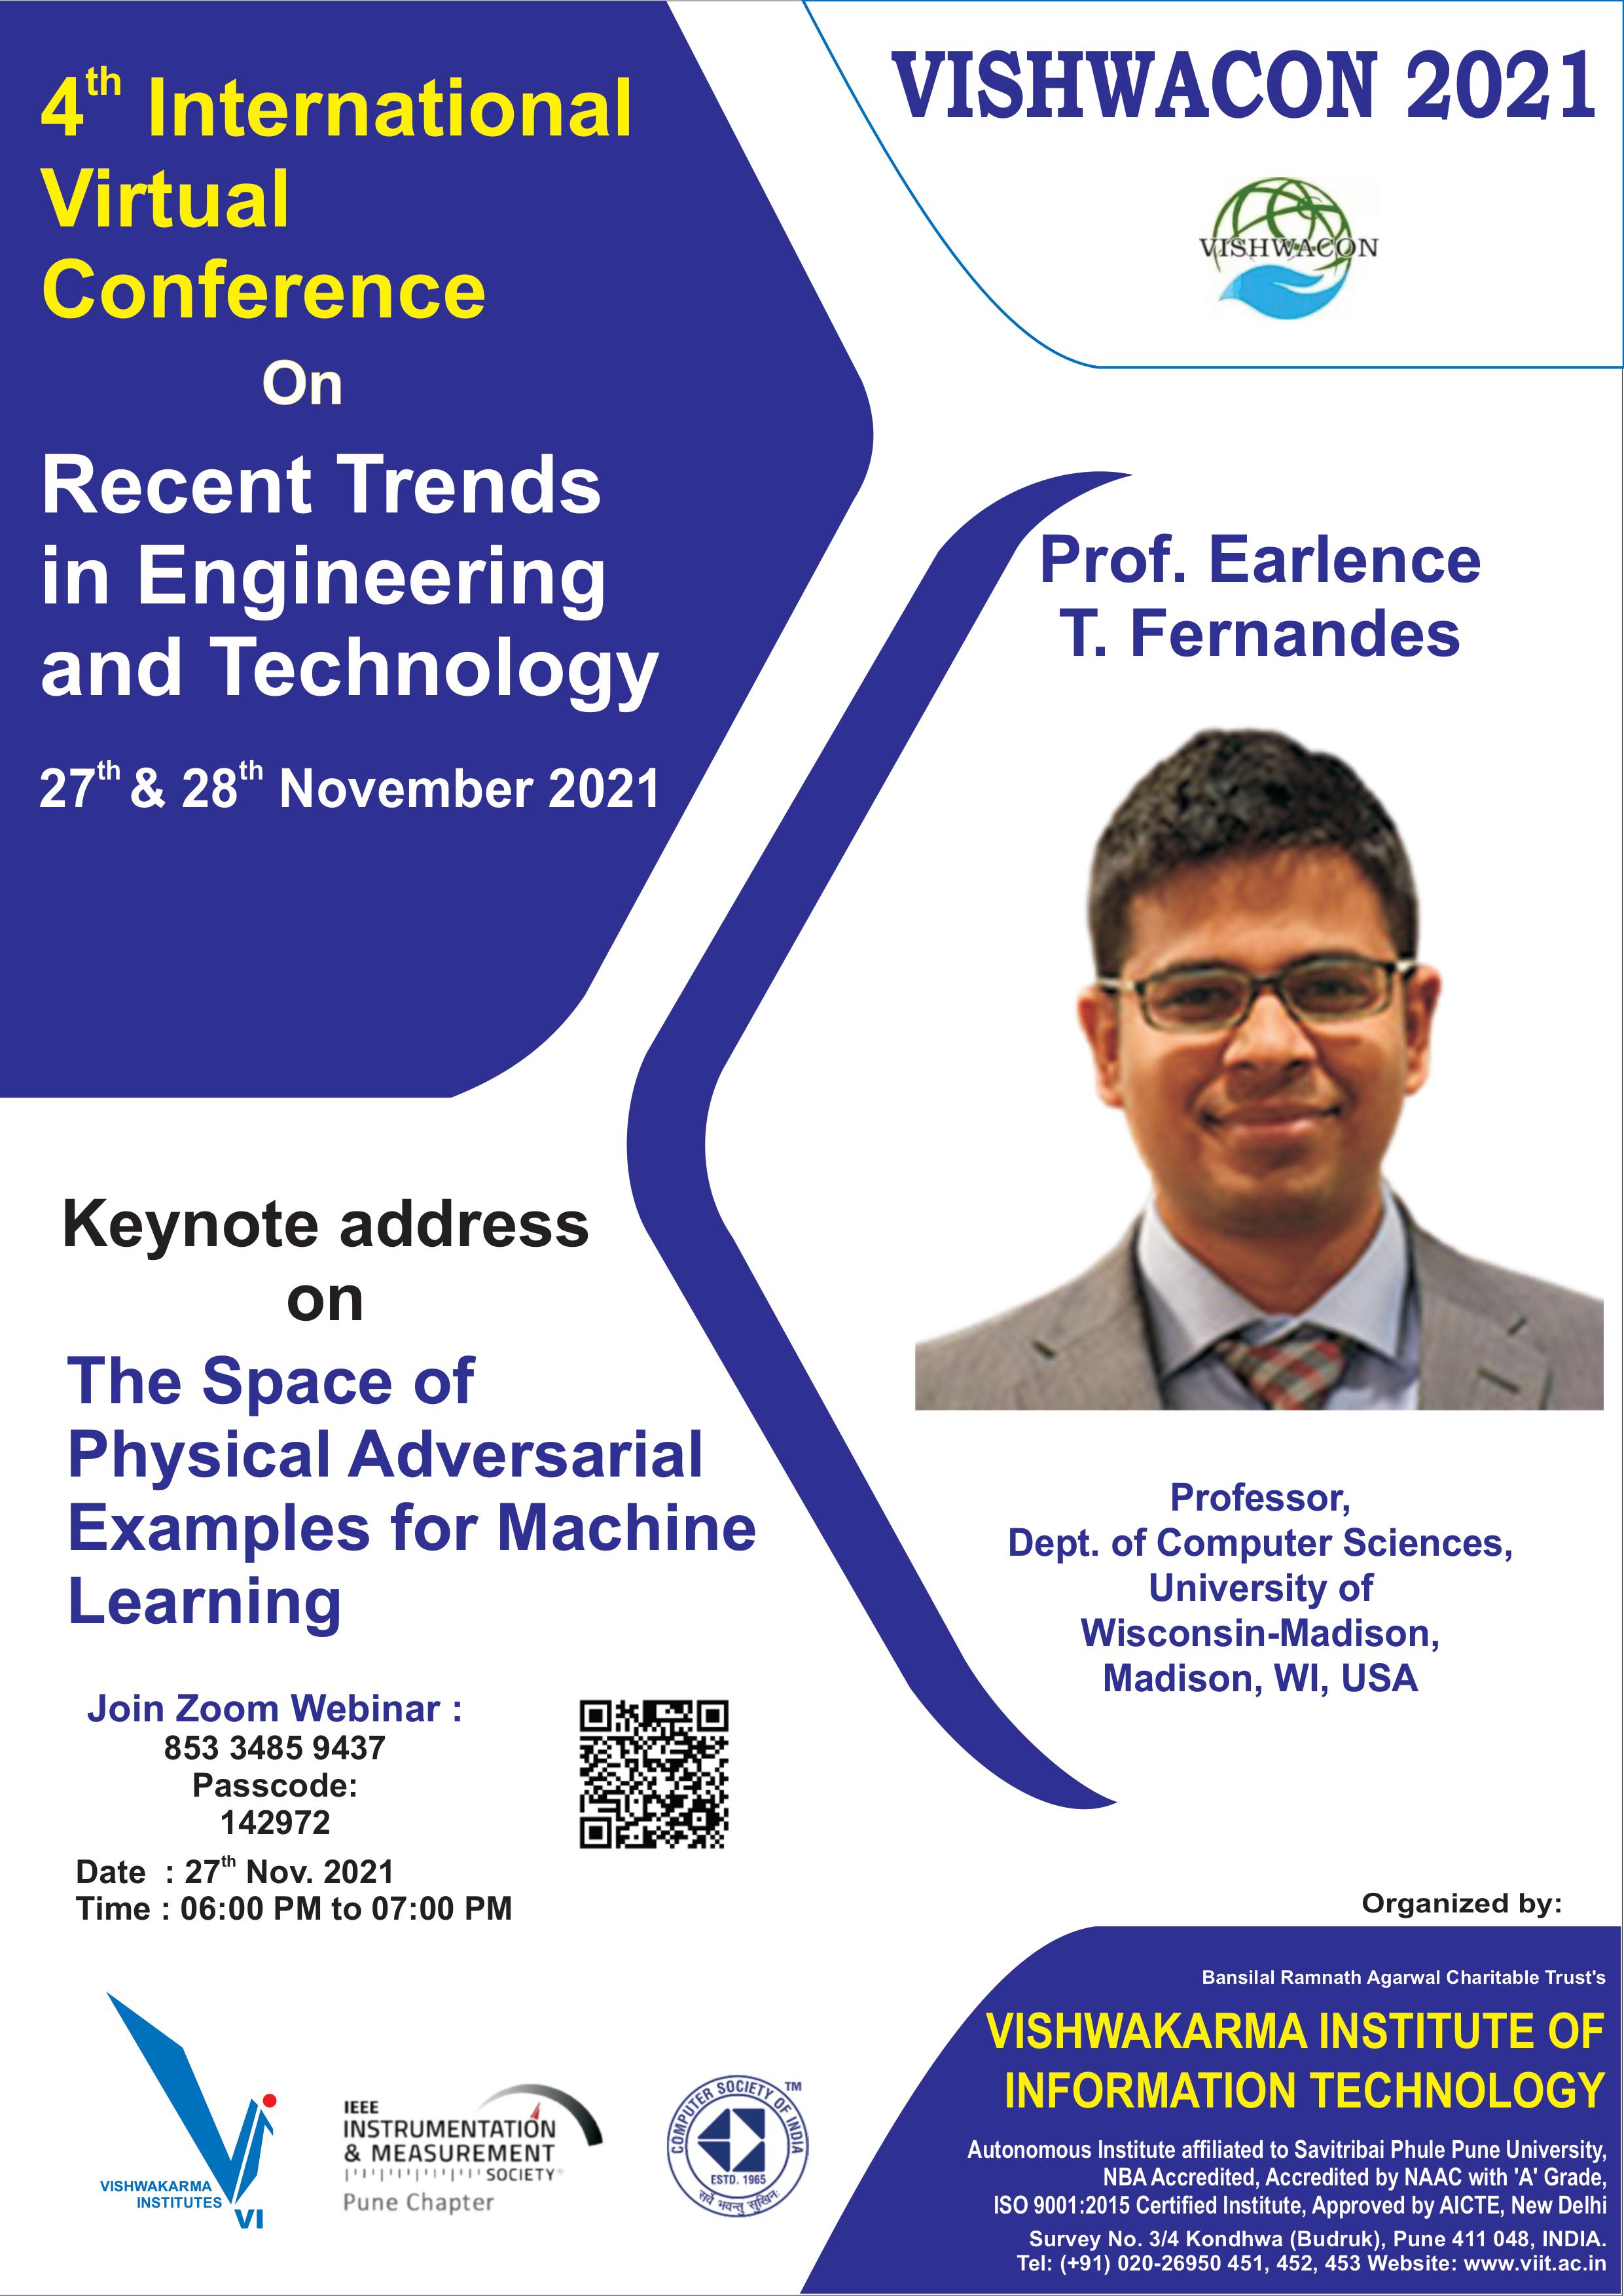 4th International
Virtual
Conference
On
Recent Trends
in Engineering
and Technology
27th & 28th November 2021
VISHWACON 2021
VISHWACON
Prof. Earlence
T. Fernandes
Professor,
Dept. of Computer Sciences,
University of
Wisconsin-Madison,
Madison, WI, USA
Keynote address
on
The Space of
Physical Adversarial
Examples for Machine
Learning
Join Zoom Webinar :
853 3485 9437
Passcode:
142972
Date : 27th Nov. 2021
Time : 06:00 PM to 07:00 PM
VISHWAKARMA
INSTITUTES
VI
IEEE
INSTRUMENTATION
& MEASUREMENT
SOCIETY®
Pune Chapter
COMPUTER SOCIETY OF INDIA
TM
ESTD. 1965
सर्वे भवन्तु सुखिनः
Organized by:
Bansilal Ramnath Agarwal Charitable Trust's
VISHWAKARMA INSTITUTE OF
INFORMATION TECHNOLOGY
Autonomous Institute affiliated to Savitribai Phule Pune University,
NBA Accredited, Accredited by NAAC with 'A' Grade,
ISO 9001:2015 Certified Institute, Approved by AICTE, New Delhi
Survey No. 3/4 Kondhwa (Budruk), Pune 411 048, INDIA.
Tel: (+91) 020-26950 451, 452, 453 Website: www.viit.ac.in